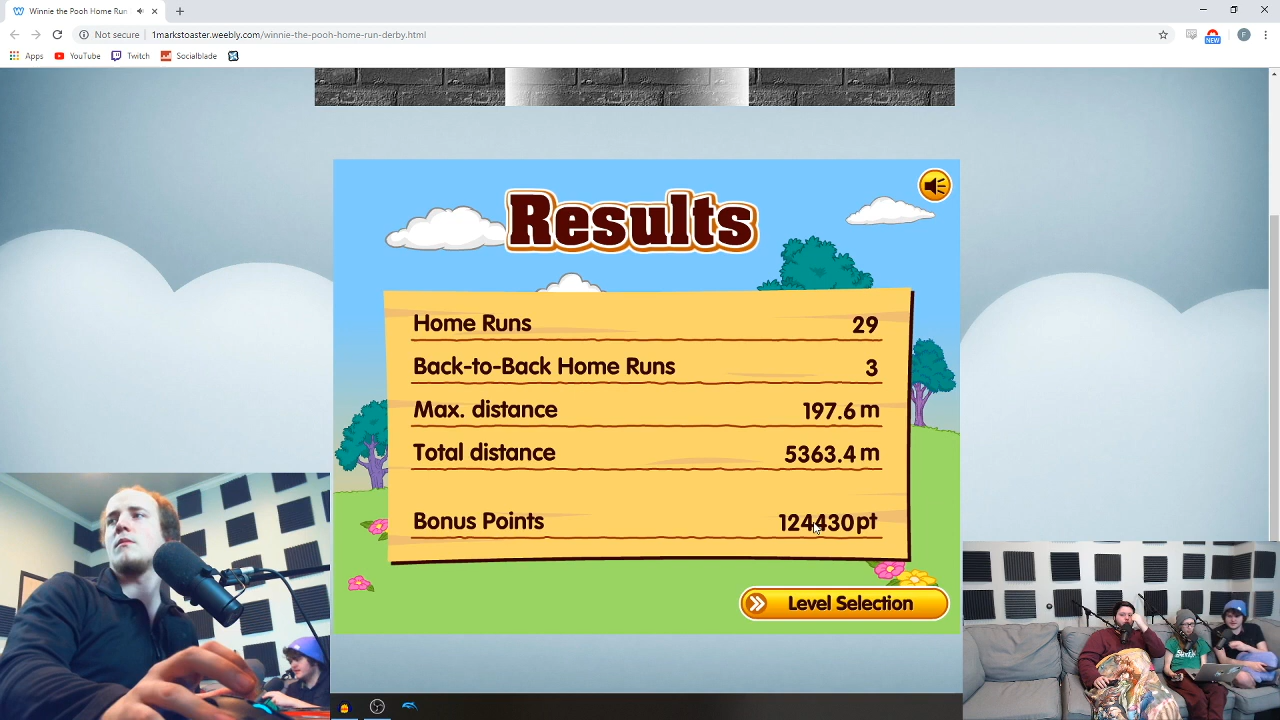 Winnie the Pooh Home Run
Not secure
1markstoaster.weebly.com/winnie-the-pooh-home-run-derby.html
NEW
F
Apps
YouTube
Twitch
Socialblade
Results
Home Runs 29
Back-to-Back Home Runs 3
Max. distance 197.6 m
Total distance 5363.4 m
Bonus Points 124430pt
Level Selection